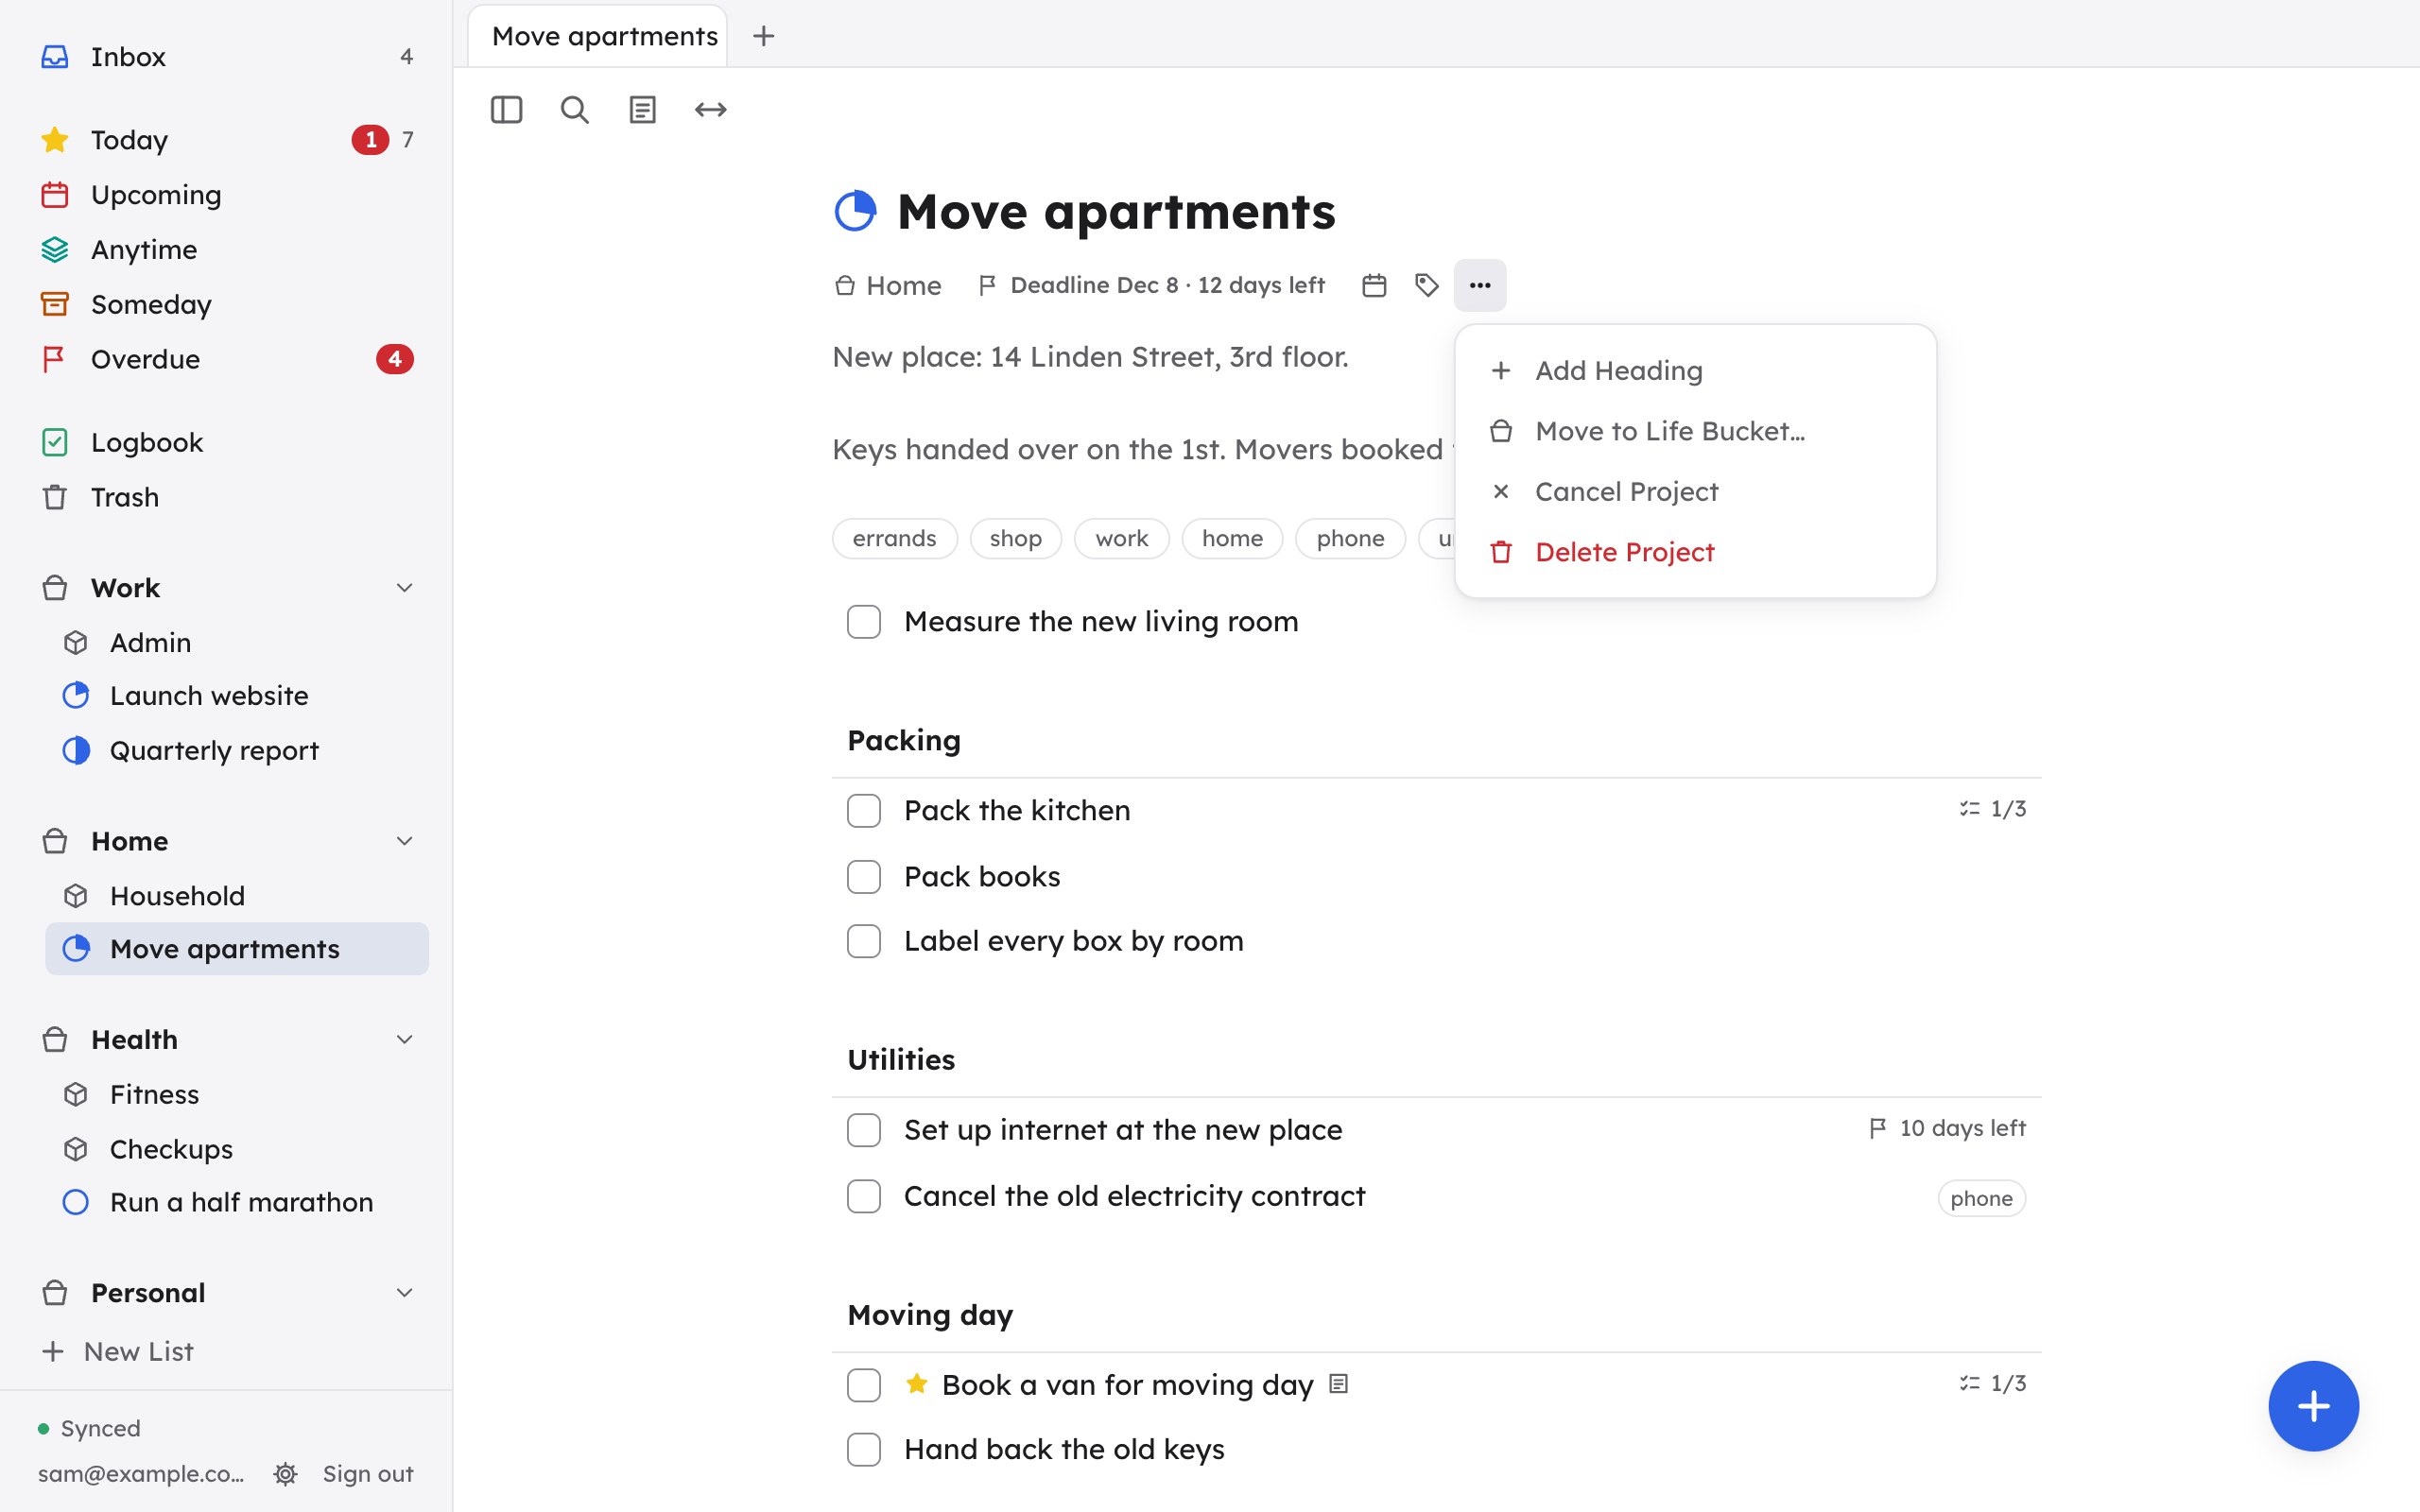 Inbox 4
Today 1 7
Upcoming
Anytime
Someday
Overdue 4
Logbook
Trash
Work
Admin
Launch website
Quarterly report
Home
Household
Move apartments
Health
Fitness
Checkups
Run a half marathon
Personal
New List
Synced
sam@example.co... Sign out
Move apartments
Move apartments
Home Deadline Dec 8 · 12 days left
New place: 14 Linden Street, 3rd floor.
Keys handed over on the 1st. Movers booked
errands shop work home phone
Add Heading
Move to Life Bucket...
Cancel Project
Delete Project
Measure the new living room
Packing
Pack the kitchen 1/3
Pack books
Label every box by room
Utilities
Set up internet at the new place 10 days left
Cancel the old electricity contract phone
Moving day
Book a van for moving day 1/3
Hand back the old keys